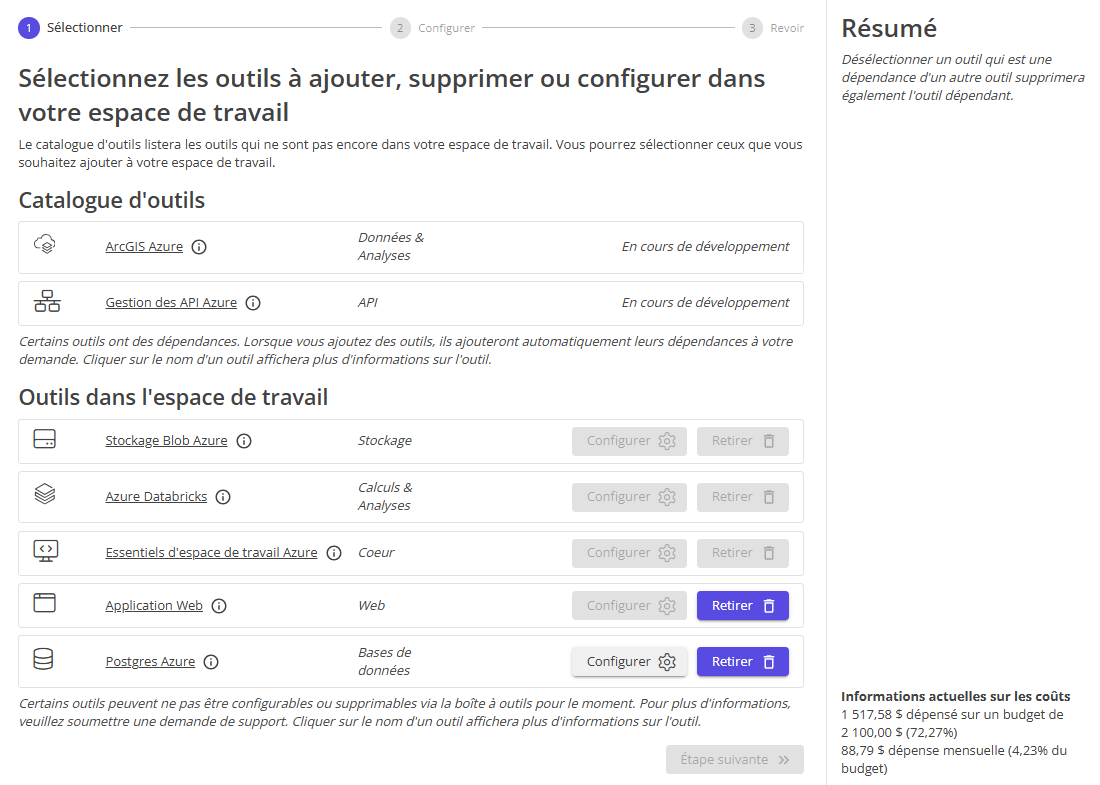 1 Sélectionner
2 Configurer
3 Revoir
Sélectionnez les outils à ajouter, supprimer ou configurer dans
votre espace de travail
Le catalogue d'outils listera les outils qui ne sont pas encore dans votre espace de travail. Vous pourrez sélectionner ceux que vous
souhaitez ajouter à votre espace de travail.
Catalogue d'outils
ArcGIS Azure
Données &
Analyses
En cours de développement
Gestion des API Azure
API
En cours de développement
Certains outils ont des dépendances. Lorsque vous ajoutez des outils, ils ajouteront automatiquement leurs dépendances à votre
demande. Cliquer sur le nom d'un outil affichera plus d'informations sur l'outil.
Outils dans l'espace de travail
Stockage Blob Azure
Stockage
Configurer
Retirer
Azure Databricks
Calculs &
Analyses
Configurer
Retirer
Essentiels d'espace de travail Azure
Coeur
Configurer
Retirer
Application Web
Web
Configurer
Retirer
Postgres Azure
Bases de
données
Configurer
Retirer
Certains outils peuvent ne pas être configurables ou supprimables via la boîte à outils pour le moment. Pour plus d'informations,
veuillez soumettre une demande de support. Cliquer sur le nom d'un outil affichera plus d'informations sur l'outil.
Étape suivante
Résumé
Désélectionner un outil qui est une
dépendance d'un autre outil supprimera
également l'outil dépendant.
Informations actuelles sur les coûts
1 517,58 $ dépensé sur un budget de
2 100,00 $ (72,27%)
88,79 $ dépense mensuelle (4,23% du
budget)